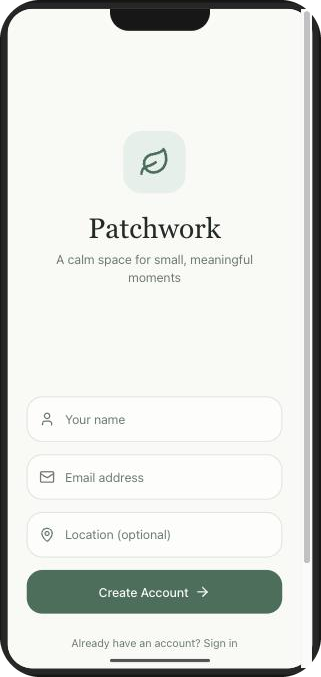 Patchwork
A calm space for small, meaningful
moments
Your name
Email address
Location (optional)
Create Account
Already have an account? Sign in